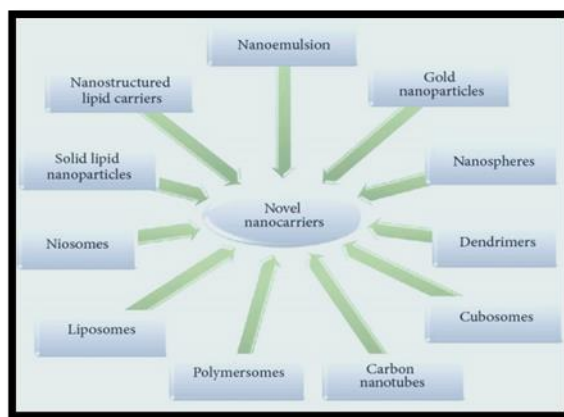 Nanoemulsion
Gold
nanoparticles
Nanostructured
lipid carriers
Solid lipid
nanoparticles
Nanospheres
Novel
nanocarriers
Niosomes
Dendrimers
Liposomes
Cubosomes
Polymersomes
Carbon
nanotubes